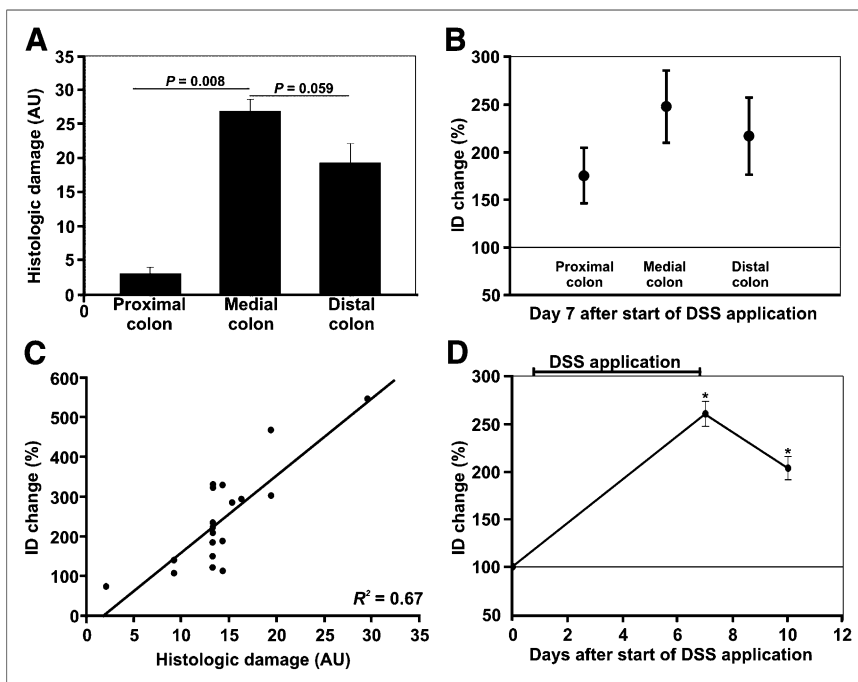 A
Histologic damage (AU)
35
30
25
20
15
10
5
0
0
P = 0.008
P = 0.059
Proximal colon
Medial colon
Distal colon
B
ID change (%)
300
250
200
150
100
50
Proximal colon
Medial colon
Distal colon
Day 7 after start of DSS application
C
ID change (%)
600
500
400
300
200
100
0
R² = 0.67
0 5 10 15 20 25 30 35
Histologic damage (AU)
D
DSS application
ID change (%)
300
250
200
150
100
50
* *
0 2 4 6 8 10 12
Days after start of DSS application